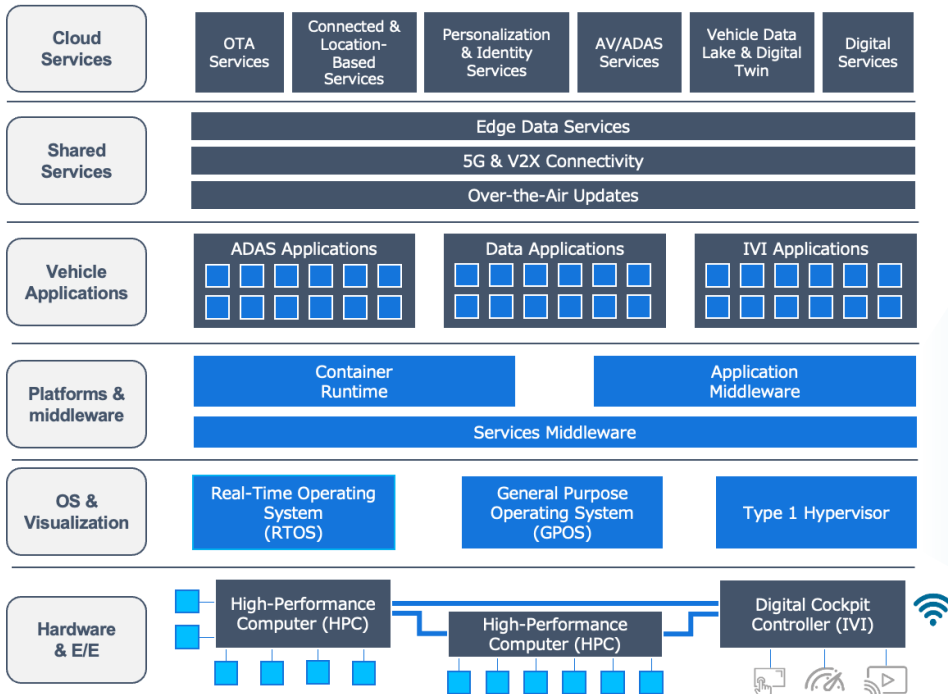 Cloud
Services
OTA
Services
Connected &
Location-
Based
Services
Personalization
& Identity
Services
AV/ADAS
Services
Vehicle Data
Lake & Digital
Twin
Digital
Services
Shared
Services
Edge Data Services
5G & V2X Connectivity
Over-the-Air Updates
Vehicle
Applications
ADAS Applications
Data Applications
IVI Applications
Platforms &
middleware
Container
Runtime
Application
Middleware
Services Middleware
OS &
Visualization
Real-Time Operating
System
(RTOS)
General Purpose
Operating System
(GPOS)
Type 1 Hypervisor
Hardware
& E/E
High-Performance
Computer (HPC)
High-Performance
Computer (HPC)
Digital Cockpit
Controller (IVI)